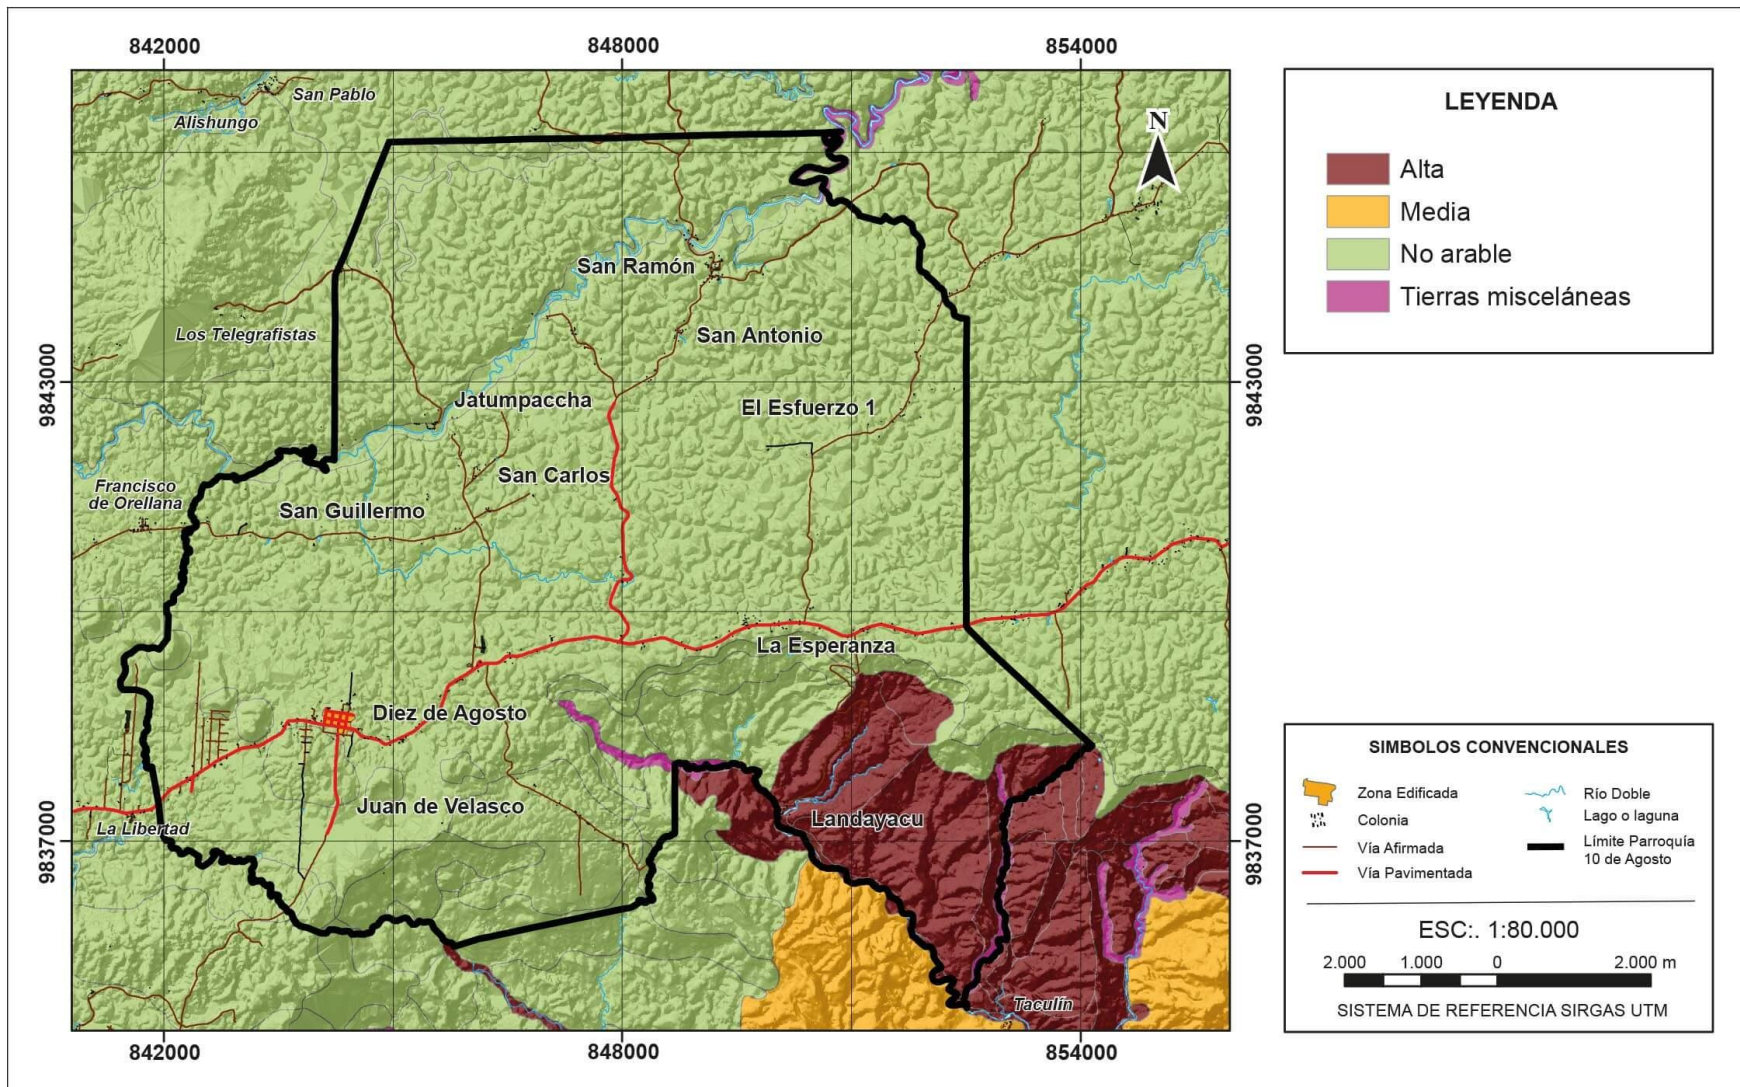 842000
848000
854000
San Pablo
Alishungo
N
San Ramón
Los Telegrafistas
San Antonio
9843000
9843000
Jatumpaccha
El Esfuerzo 1
San Carlos
Francisco
de Orellana
San Guillermo
La Esperanza
Diez de Agosto
Juan de Velasco
La Libertad
Landayacu
9837000
9837000
Taculín
842000
848000
854000
LEYENDA
Alta
Media
No arable
Tierras misceláneas
SIMBOLOS CONVENCIONALES
Zona Edificada
Colonia
Vía Afirmada
Vía Pavimentada
Río Doble
Lago o laguna
Límite Parroquía
10 de Agosto
ESC:. 1:80.000
2.000 1.000 0 2.000 m
SISTEMA DE REFERENCIA SIRGAS UTM